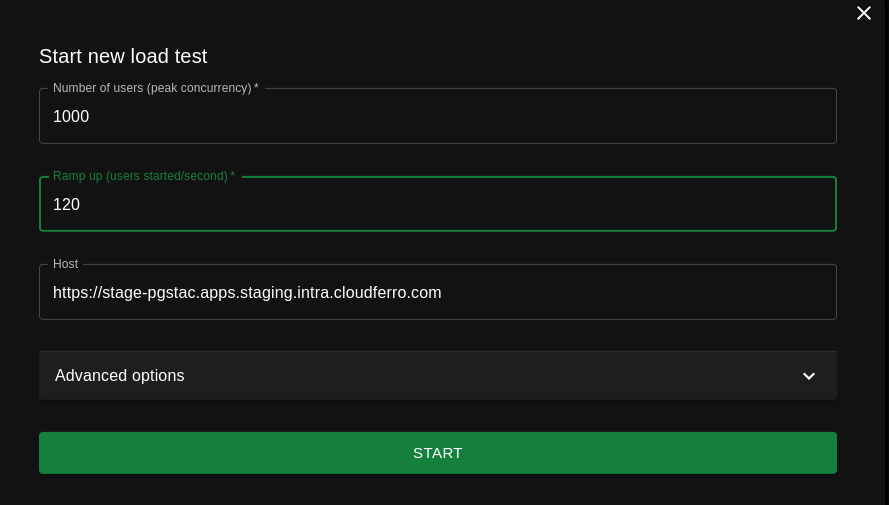 Start new load test
Number of users (peak concurrency) *
1000
Ramp up (users started/second) *
120
Host
https://stage-pgstac.apps.staging.intra.cloudferro.com
Advanced options
START